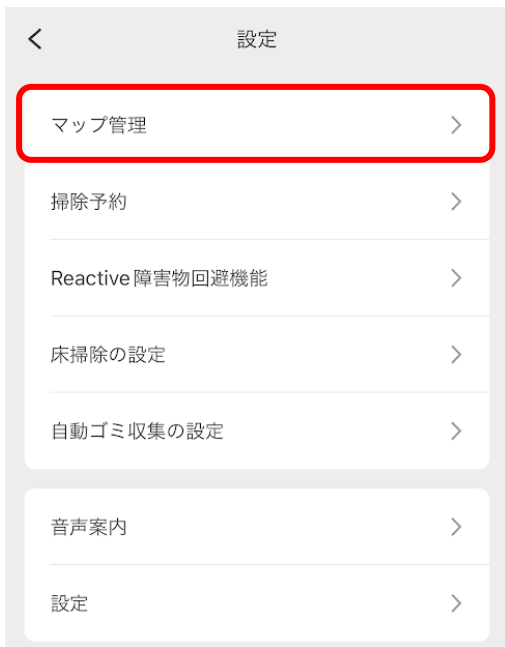 設定
マップ管理
掃除予約
Reactive障害物回避機能
床掃除の設定
自動ゴミ収集の設定
音声案内
設定